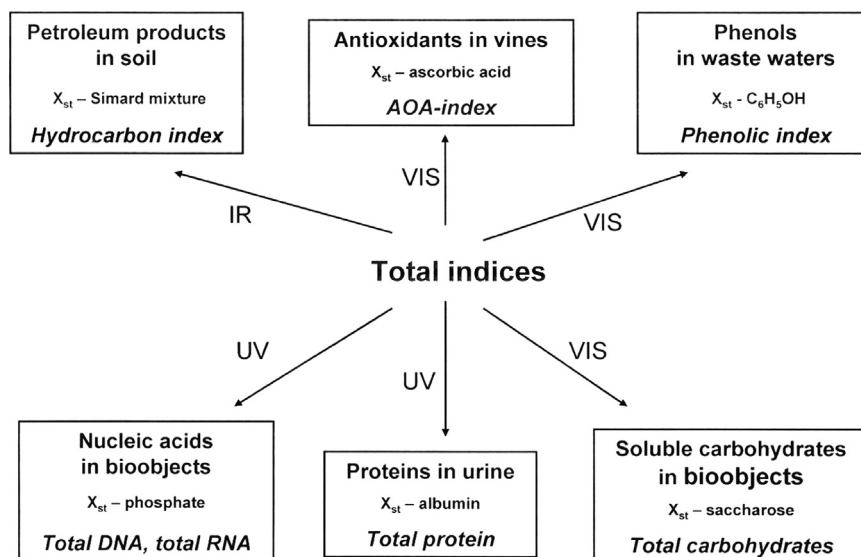 Petroleum products
in soil
Xst – Simard mixture
Hydrocarbon index
Antioxidants in vines
Xst – ascorbic acid
AOA-index
Phenols
in waste waters
Xst - C6H5OH
Phenolic index
IR
VIS
VIS
Total indices
UV
UV
VIS
Nucleic acids
in bioobjects
Xst – phosphate
Total DNA, total RNA
Proteins in urine
Xst – albumin
Total protein
Soluble carbohydrates
in bioobjects
Xst – saccharose
Total carbohydrates